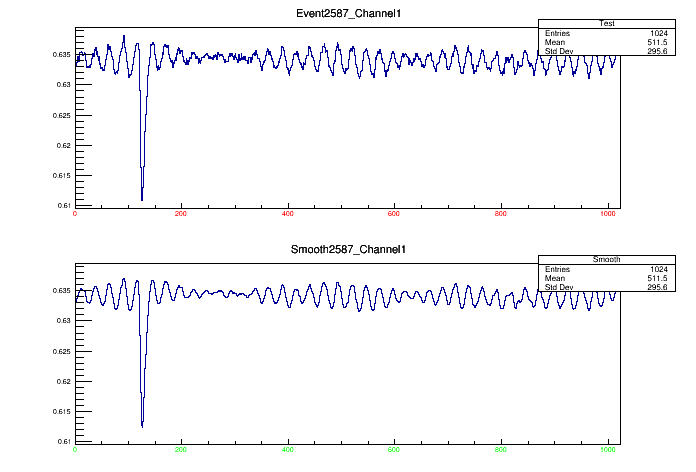 Event2587_Channel1
Test
Entries 1024
Mean 511.5
Std Dev 295.6
0.635
0.63
0.625
0.62
0.615
0.61
0 200 400 600 800 1000
Smooth2587_Channel1
Smooth
Entries 1024
Mean 511.5
Std Dev 295.6
0.635
0.63
0.625
0.62
0.615
0.61
0 200 400 600 800 1000